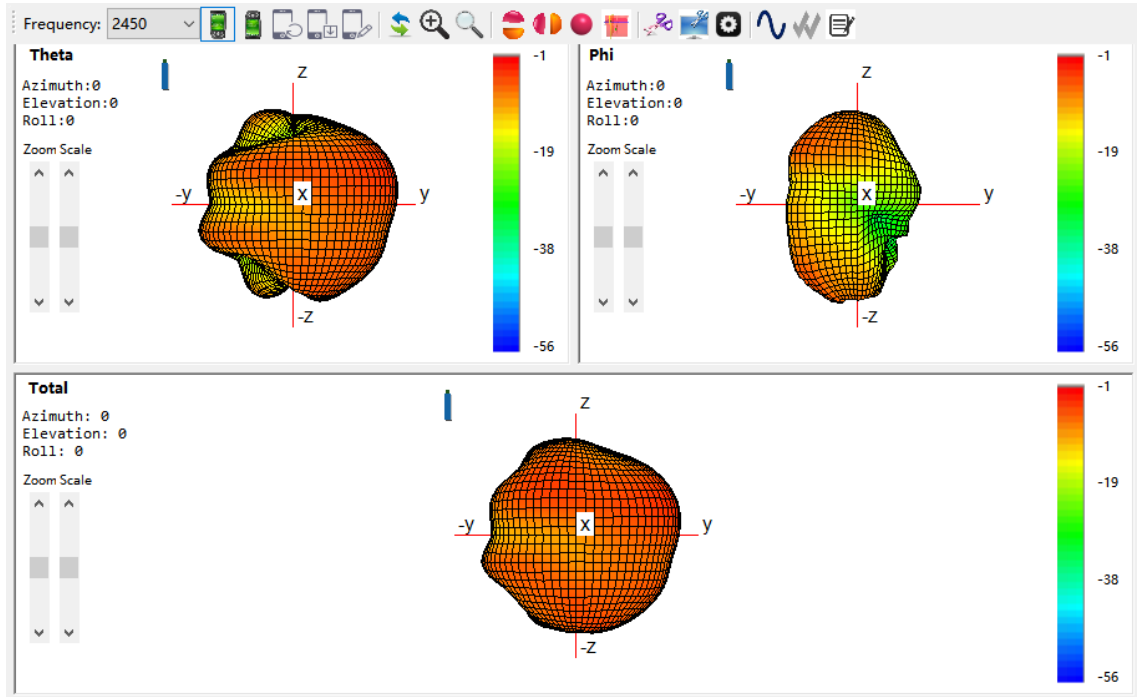 Frequency: 2450
Theta
Azimuth:0
Elevation:0
Roll:0
Zoom Scale
z
-y
X
y
-z
-1
-19
-38
-56
Phi
Azimuth:0
Elevation:0
Roll:0
Zoom Scale
z
-y
X
y
-z
-1
-19
-38
-56
Total
Azimuth: 0
Elevation: 0
Roll: 0
Zoom Scale
z
-y
X
y
-z
-1
-19
-38
-56